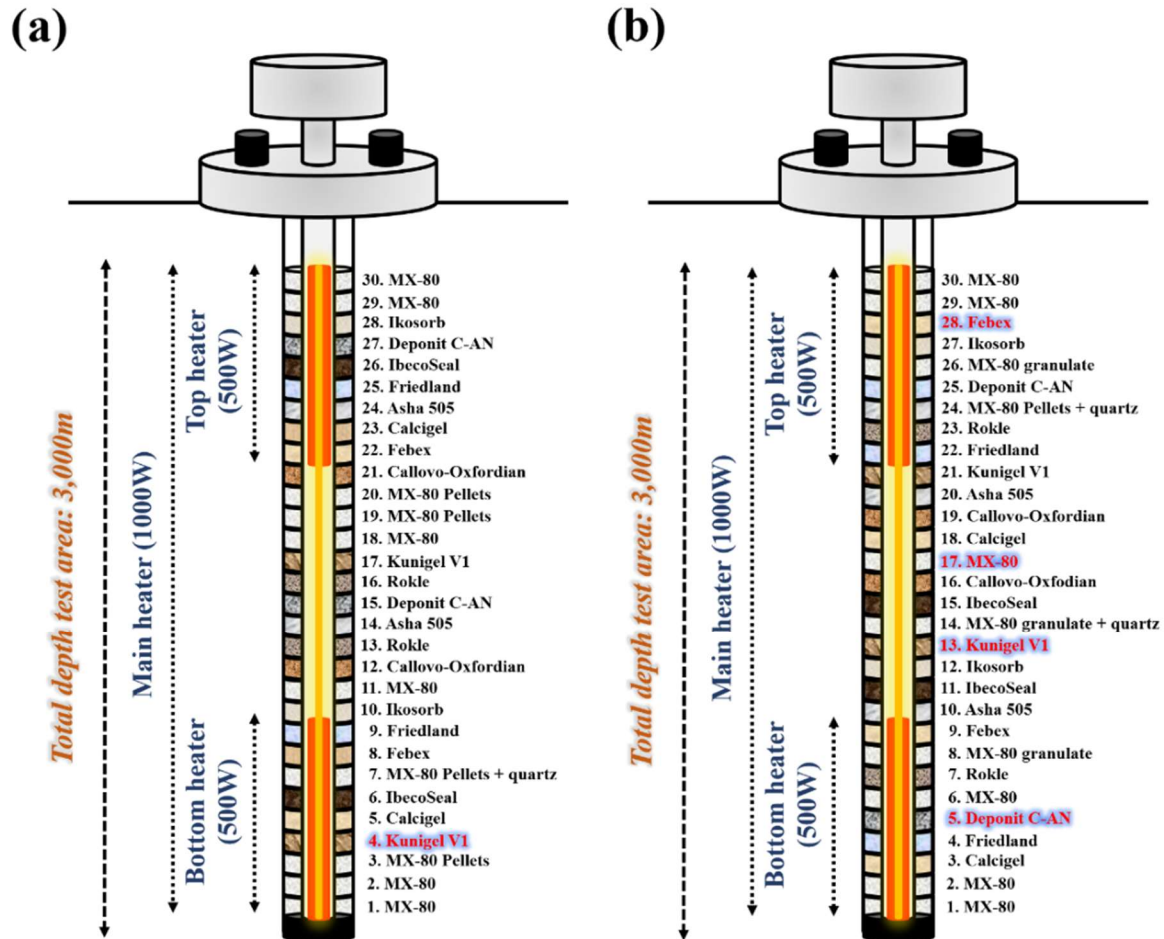 (a)
Total depth test area: 3,000m
Main heater (1000W)
Top heater
(500W)
Bottom heater
(500W)
30. MX-80
29. MX-80
28. Ikosorb
27. Deponit C-AN
26. IbecoSeal
25. Friedland
24. Asha 505
23. Calcigel
22. Febex
21. Callovo-Oxfordian
20. MX-80 Pellets
19. MX-80 Pellets
18. MX-80
17. Kunigel V1
16. Rokle
15. Deponit C-AN
14. Asha 505
13. Rokle
12. Callovo-Oxfordian
11. MX-80
10. Ikosorb
9. Friedland
8. Febex
7. MX-80 Pellets + quartz
6. IbecoSeal
5. Calcigel
4. Kunigel V1
3. MX-80 Pellets
2. MX-80
1. MX-80
(b)
Total depth test area: 3,000m
Main heater (1000W)
Top heater
(500W)
Bottom heater
(500W)
30. MX-80
29. MX-80
28. Febex
27. Ikosorb
26. MX-80 granulate
25. Deponit C-AN
24. MX-80 Pellets + quartz
23. Rokle
22. Friedland
21. Kunigel V1
20. Asha 505
19. Callovo-Oxfordian
18. Calcigel
17. MX-80
16. Callovo-Oxfodian
15. IbecoSeal
14. MX-80 granulate + quartz
13. Kunigel V1
12. Ikosorb
11. IbecoSeal
10. Asha 505
9. Febex
8. MX-80 granulate
7. Rokle
6. MX-80
5. Deponit C-AN
4. Friedland
3. Calcigel
2. MX-80
1. MX-80